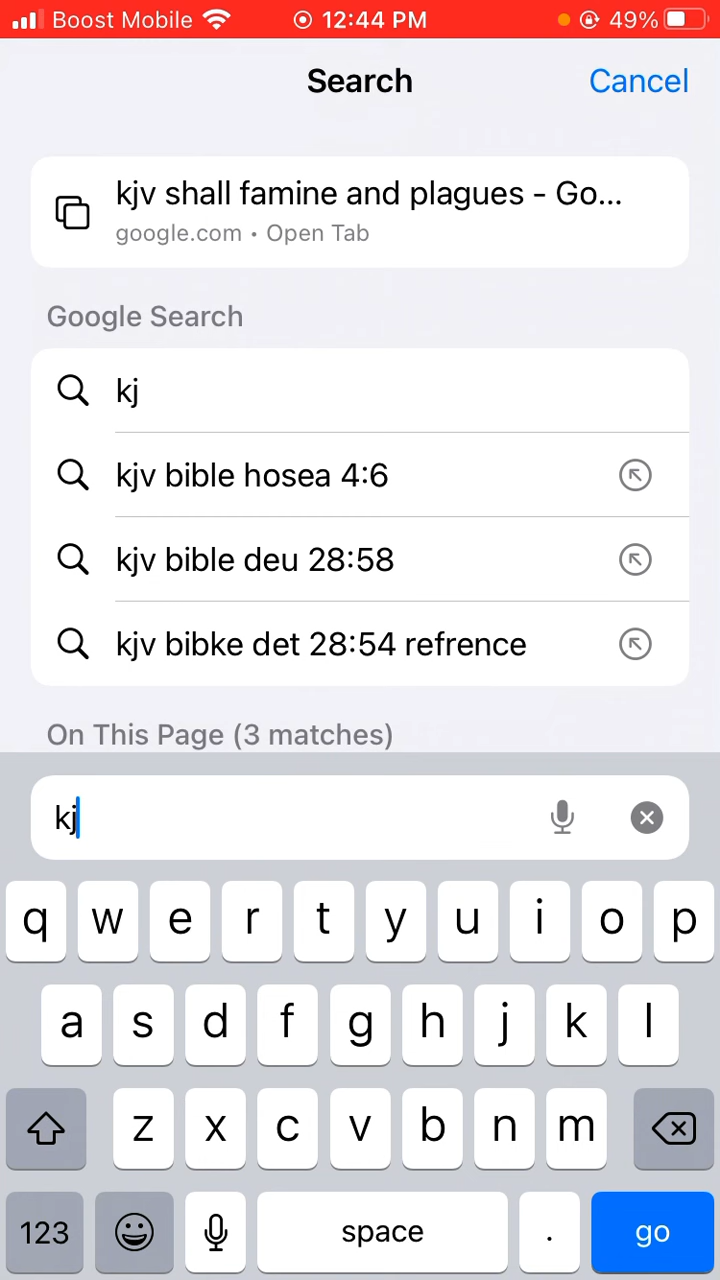 Boost Mobile 12:44 PM 49%
Search Cancel
kjv shall famine and plagues - Go...
google.com • Open Tab
Google Search
kj
kjv bible hosea 4:6
kjv bible deu 28:58
kjv bibke det 28:54 refrence
On This Page (3 matches)
kj
q w e r t y u i o p
a s d f g h j k l
z x c v b n m
123 space . go